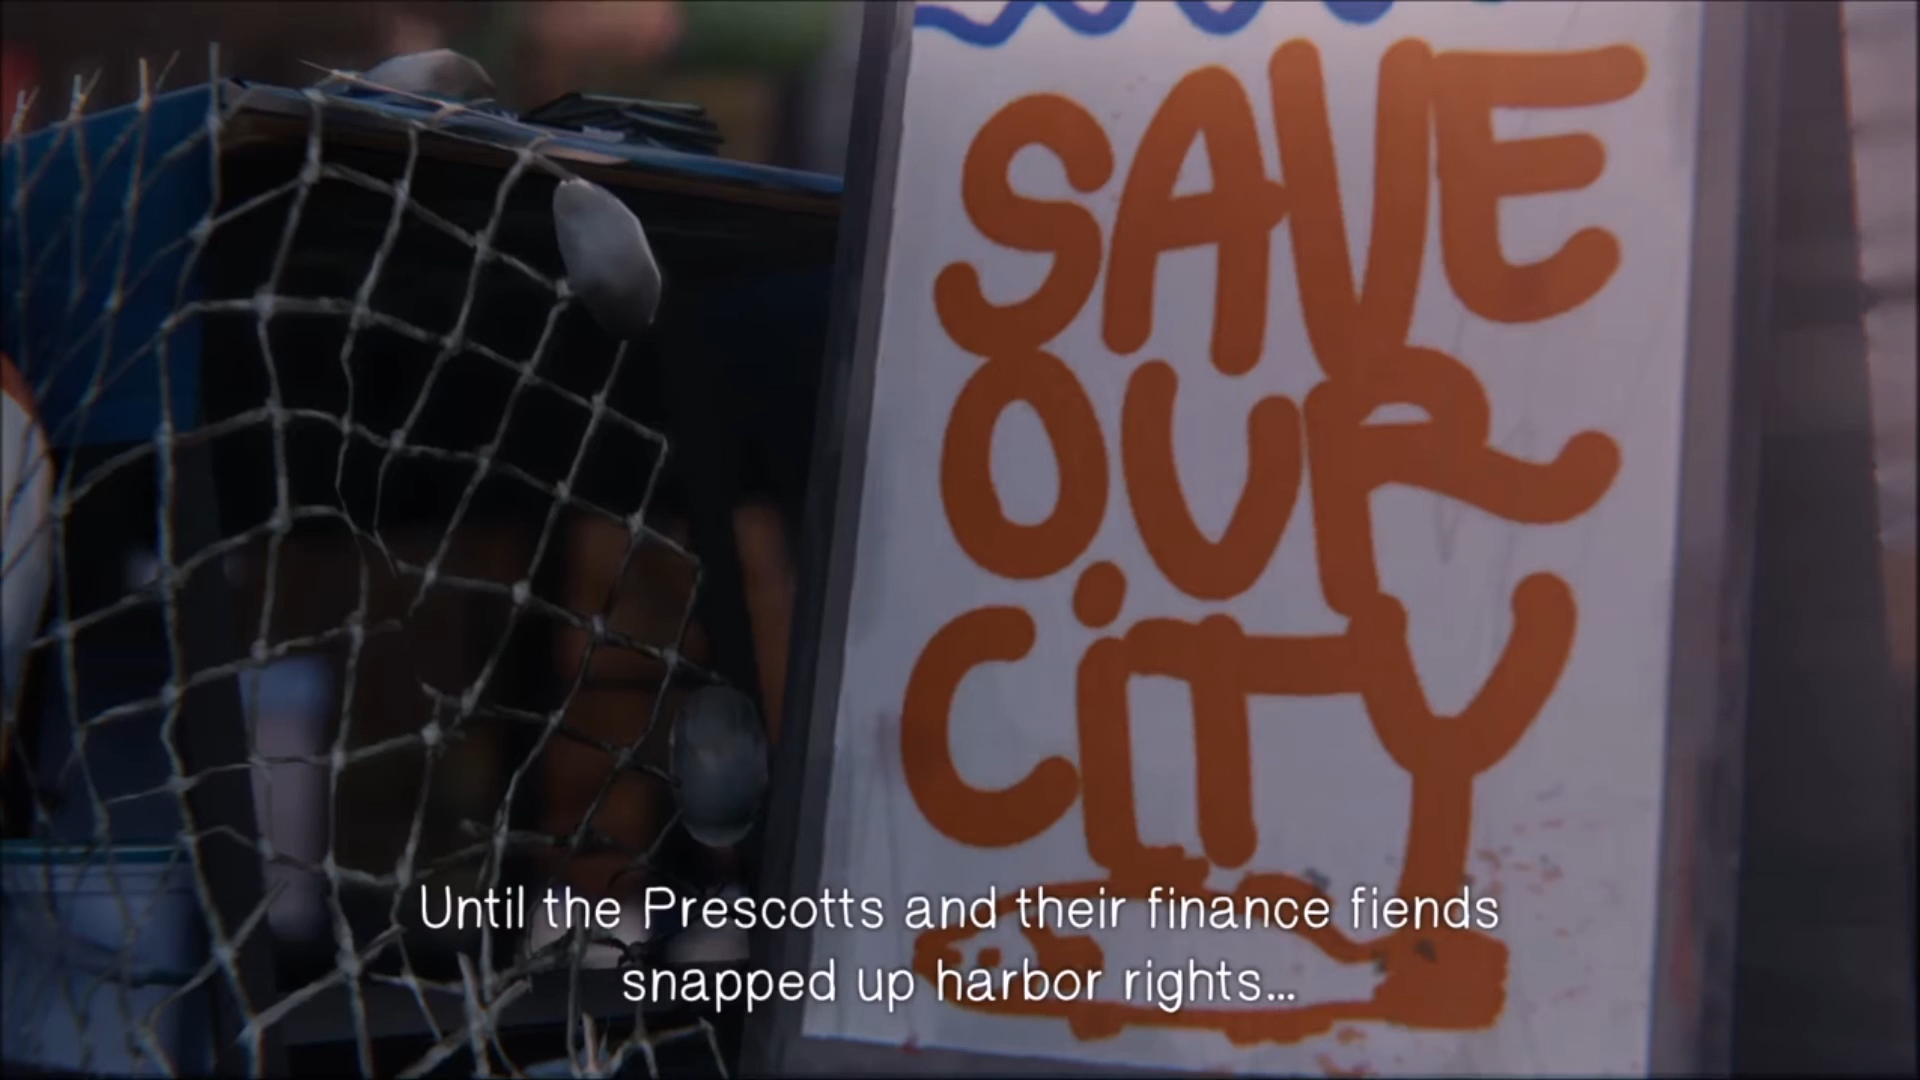 SAVE
OUR
CiTY
Until the Prescotts and their finance fiends
snapped up harbor rights...